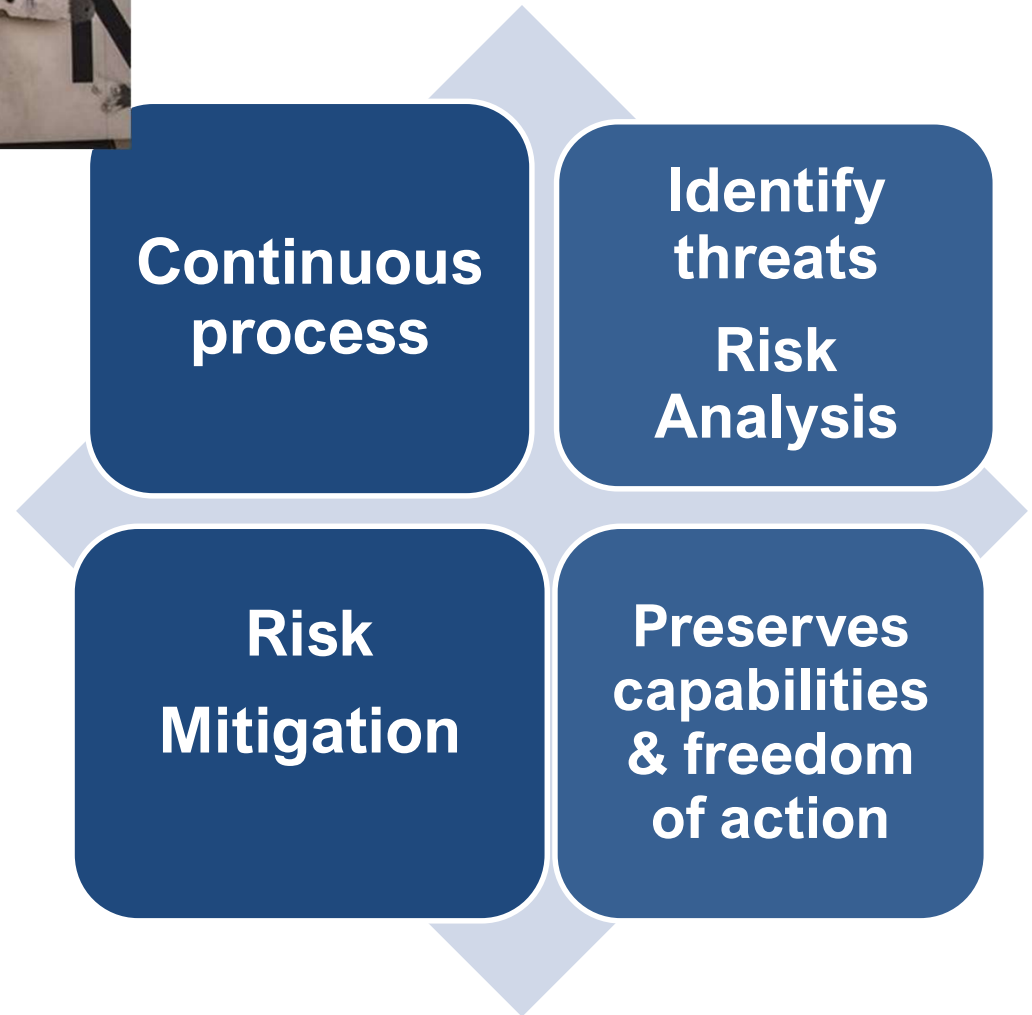 Continuous
process
Identify
threats
Risk
Analysis
Risk
Mitigation
Preserves
capabilities
& freedom
of action